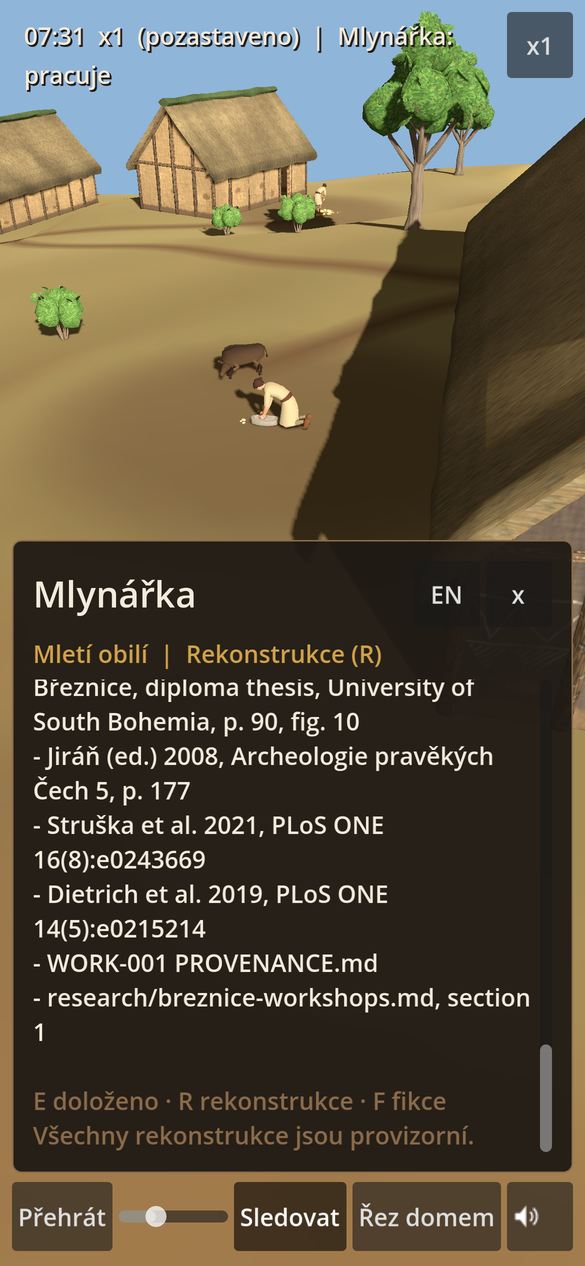 07:31 x1 (pozastaveno) | Mlynářka:
pracuje
x1
Mlynářka
EN
x
Mletí obilí | Rekonstrukce (R)
Březnice, diploma thesis, University of
South Bohemia, p. 90, fig. 10
- Jiráň (ed.) 2008, Archeologie pravěkých
Čech 5, p. 177
- Struška et al. 2021, PLoS ONE
16(8):e0243669
- Dietrich et al. 2019, PLoS ONE
14(5):e0215214
- WORK-001 PROVENANCE.md
- research/breznice-workshops.md, section
1
E doloženo · R rekonstrukce · F fikce
Všechny rekonstrukce jsou provizorní.
Přehrát
Sledovat
Řez domem